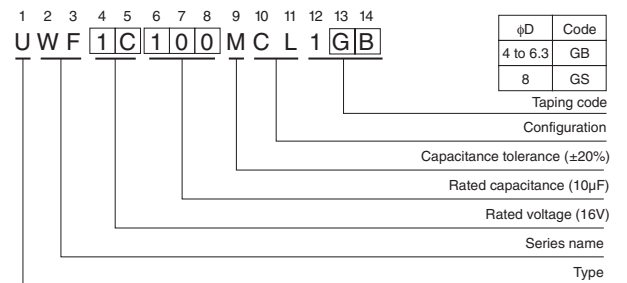 1 2 3 4 5 6 7 8 9 10 11 12 13 14
U W F 1 C 1 0 0 M C L 1 G B
ϕD Code
4 to 6.3 GB
8 GS
Taping code
Configuration
Capacitance tolerance (±20%)
Rated capacitance (10µF)
Rated voltage (16V)
Series name
Type